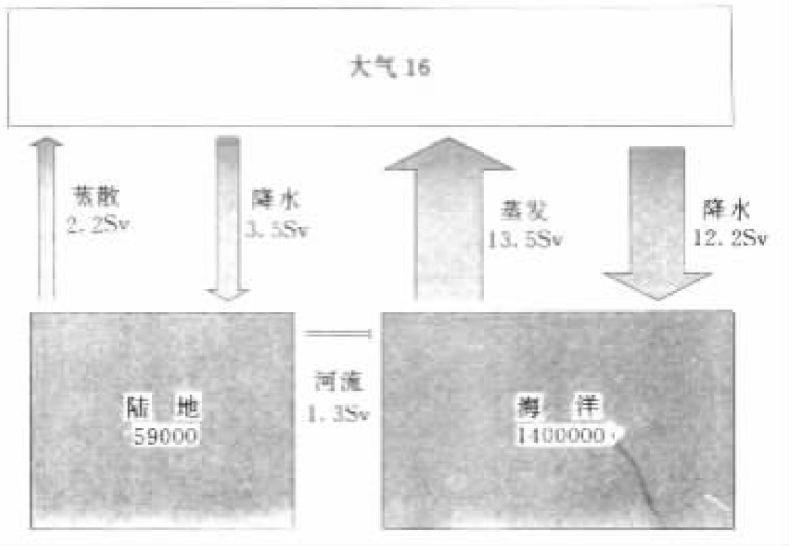 大气 16
蒸散
2.2Sv
降水
3.5Sv
蒸发
13.5Sv
降水
12.2Sv
河流
1.3Sv
陆 地
59000
海 洋
1400000